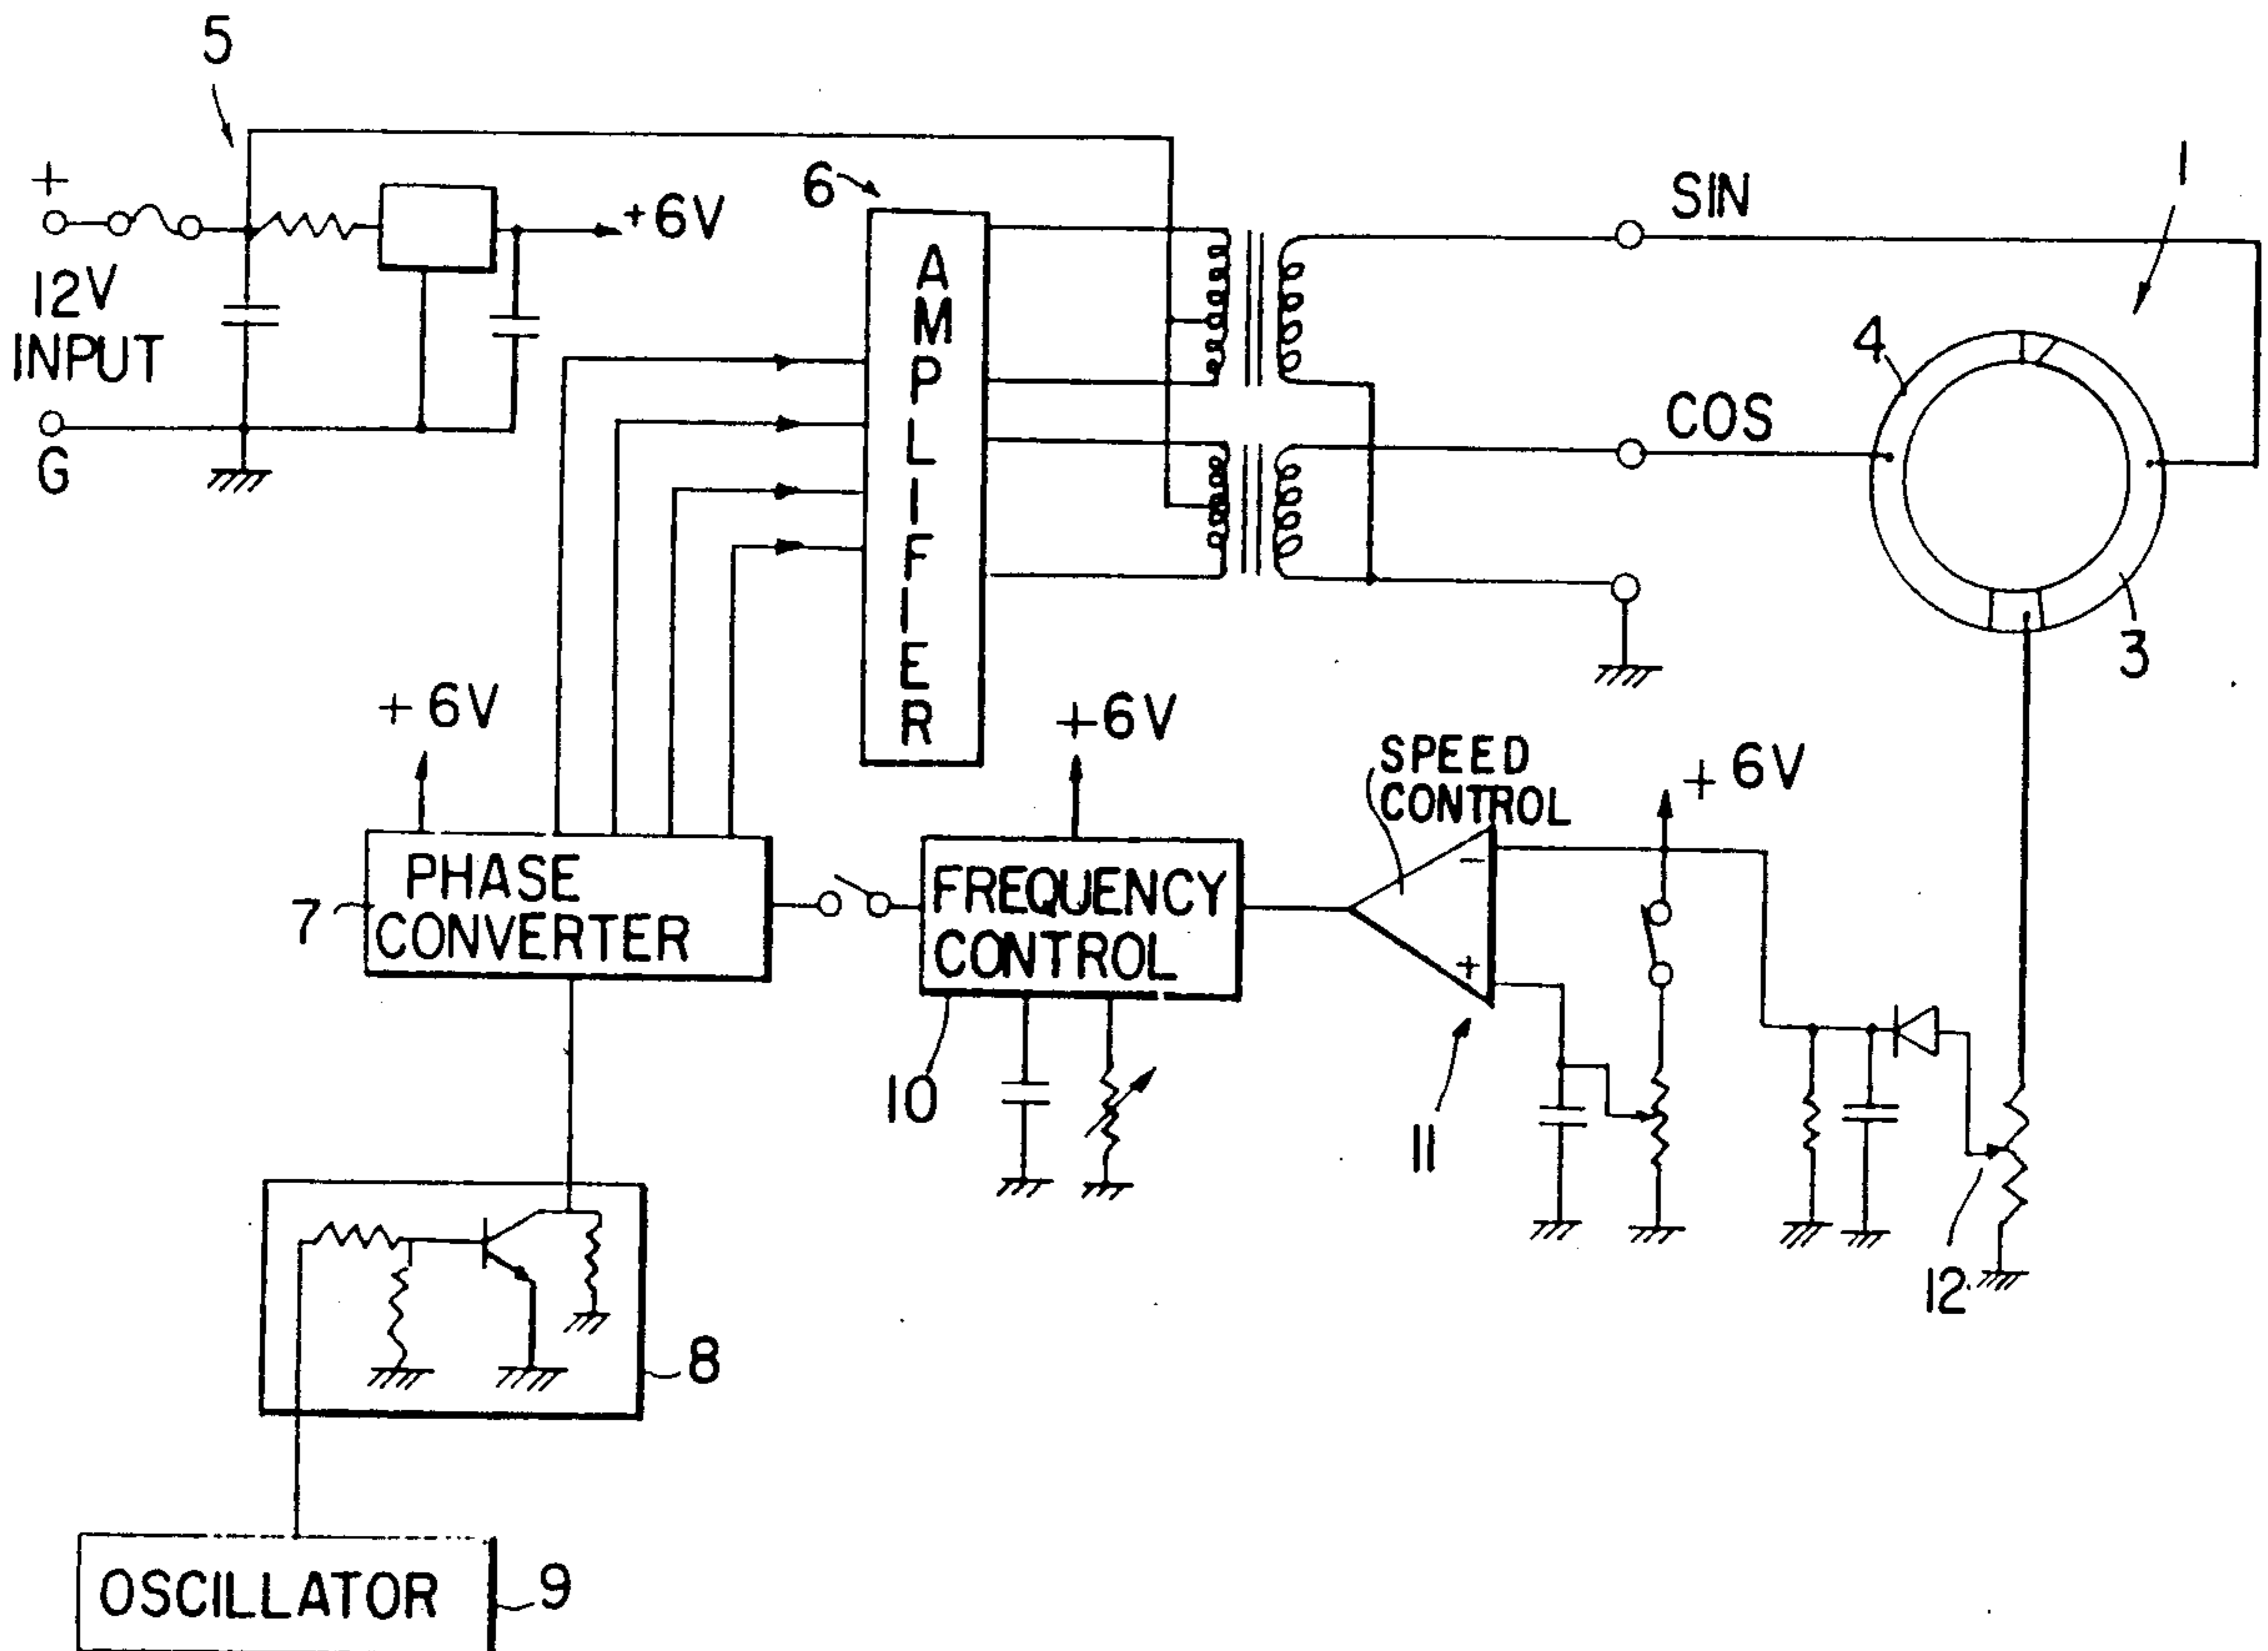 5
+
12V
INPUT
G
+6V
6
AMPLIFIER
SIN
COS
1
4
3
+6V
+6V
SPEED
CONTROL
+6V
7
PHASE
CONVERTER
FREQUENCY
CONTROL
−
+
10
11
12
8
OSCILLATOR
9